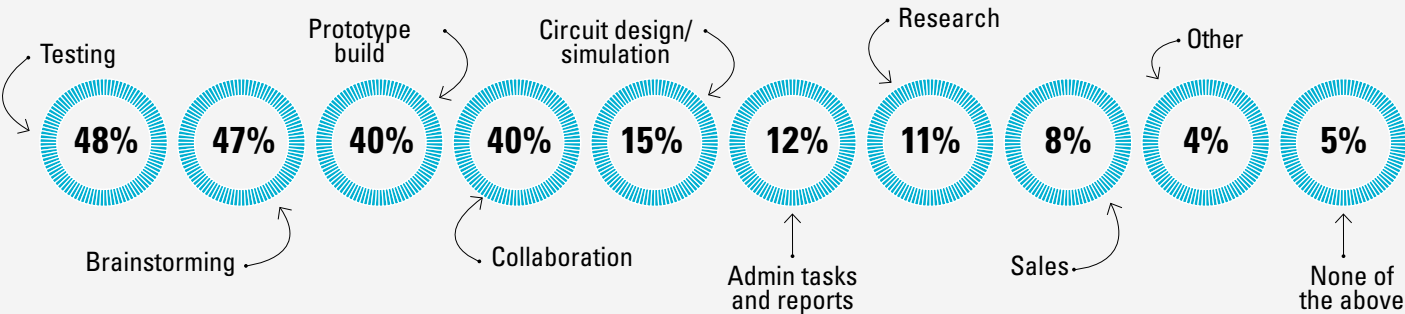 Testing
Prototype
build
Circuit design/
simulation
Research
Other
48%
47%
40%
40%
15%
12%
11%
8%
4%
5%
Brainstorming
Collaboration
Admin tasks
and reports
Sales
None of
the above